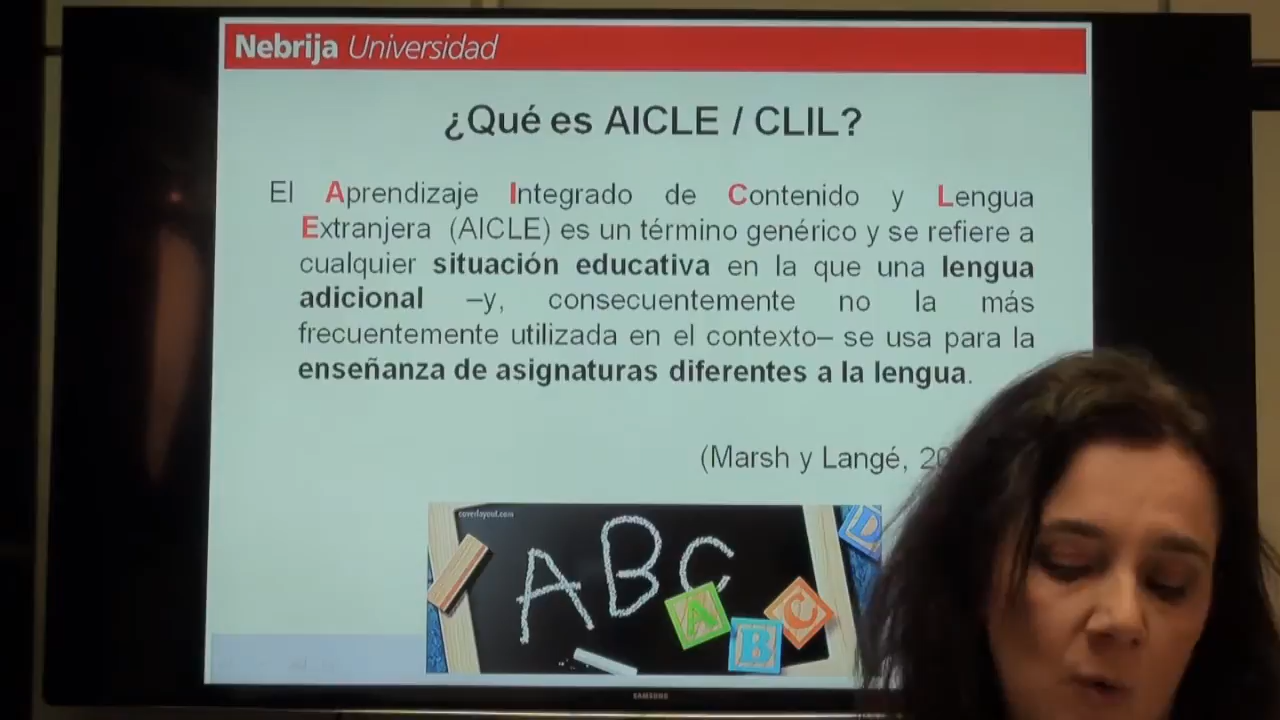 Nebrija Universidad
¿Qué es AICLE / CLIL?
El Aprendizaje Integrado de Contenido y Lengua
Extranjera (AICLE) es un término genérico y se refiere a
cualquier situación educativa en la que una lengua
adicional –y, consecuentemente no la más
frecuentemente utilizada en el contexto– se usa para la
enseñanza de asignaturas diferentes a la lengua.
(Marsh y Langé,
coverlayout.com
ABC
D
A
C
B
SAMSUNG